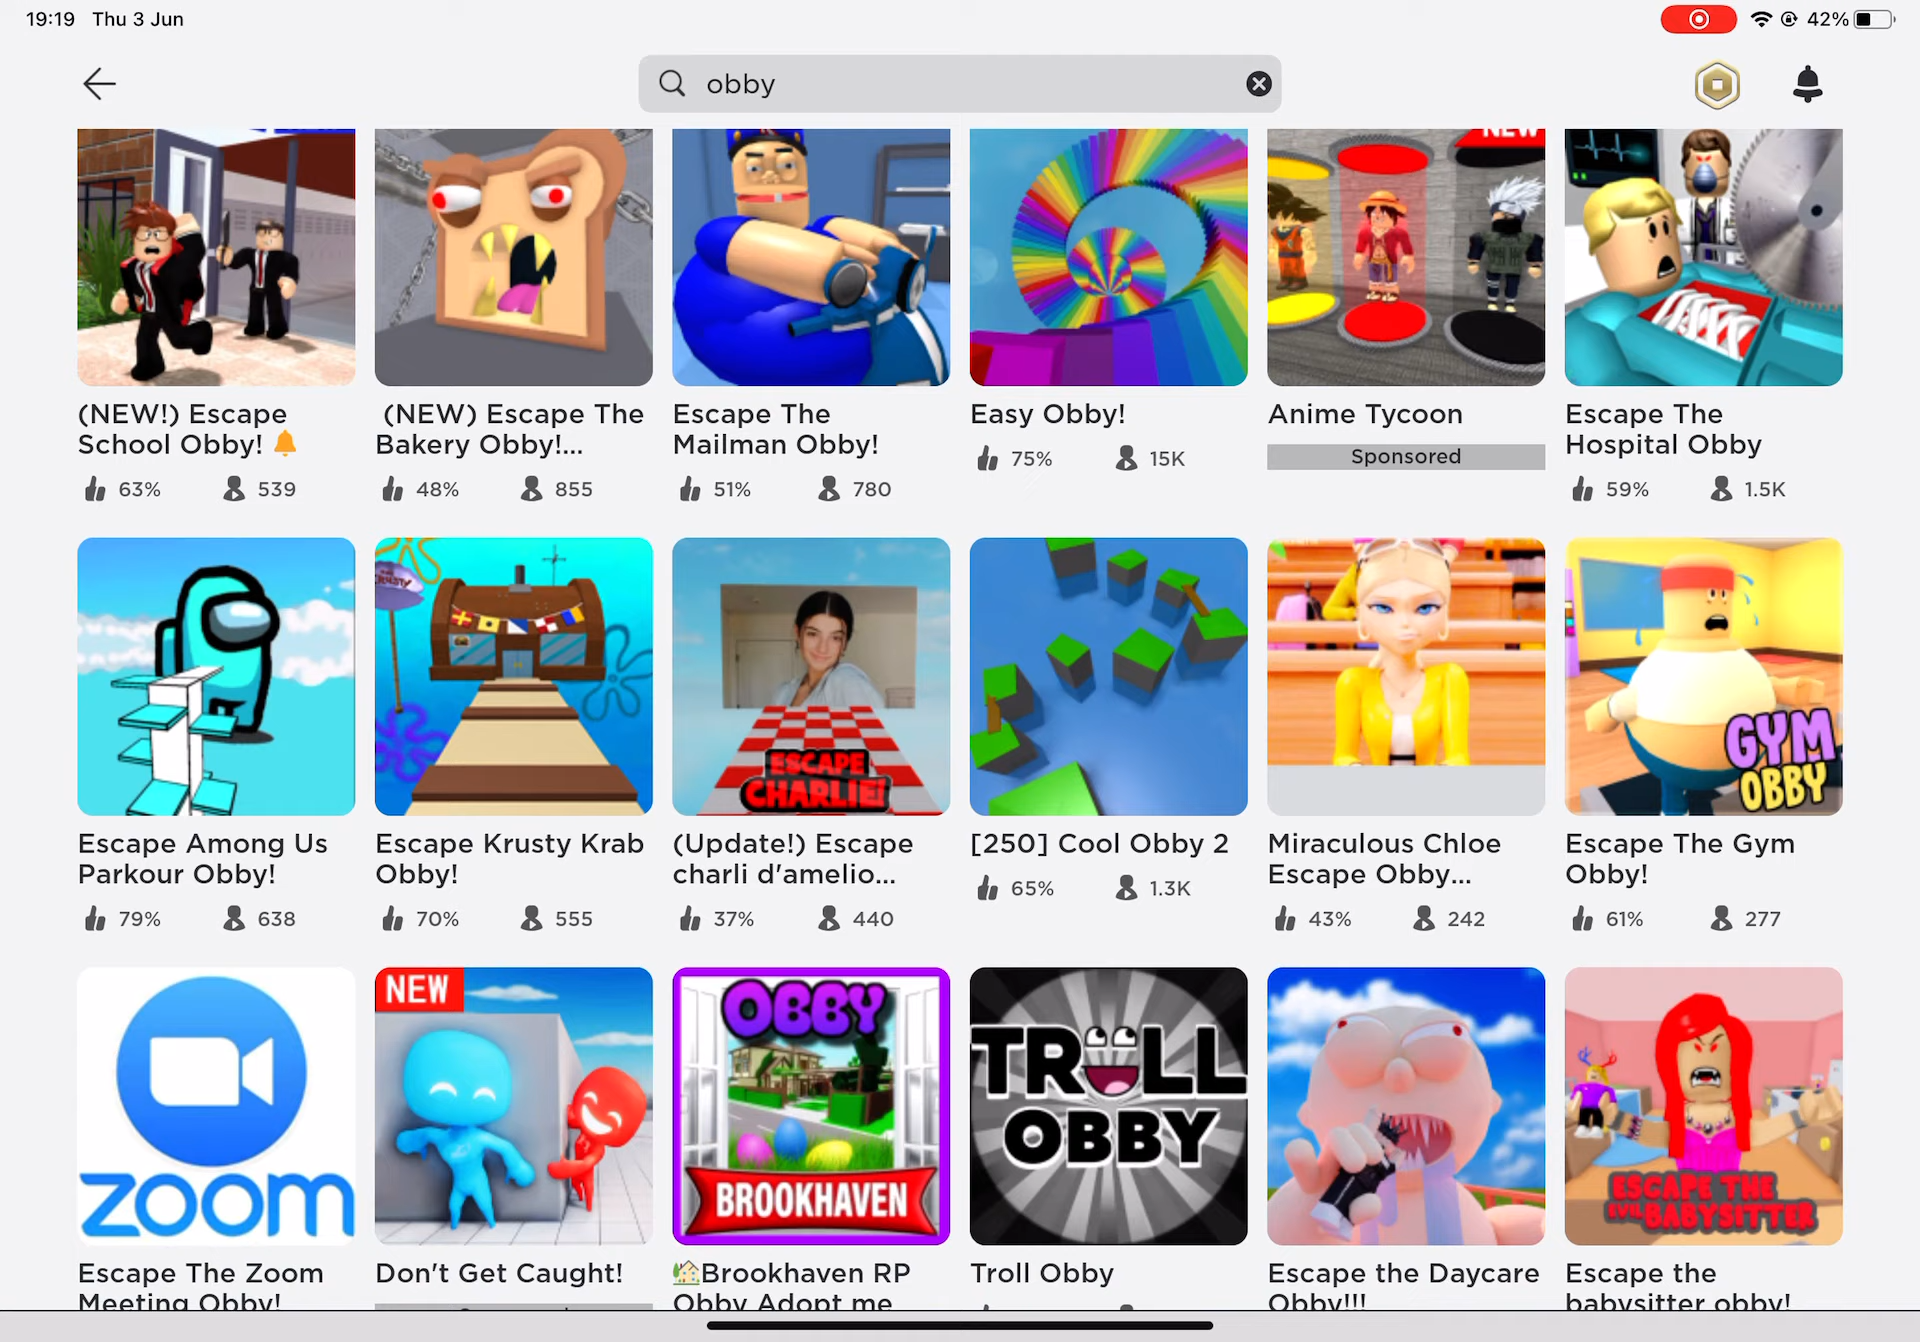 19:19 Thu 3 Jun
42%
obby
NEW
(NEW!) Escape
School Obby! 🔔
63% 539
(NEW) Escape The
Bakery Obby!...
48% 855
Escape The
Mailman Obby!
51% 780
Easy Obby!
75% 15K
Anime Tycoon
Sponsored
Escape The
Hospital Obby
59% 1.5K
KRUSTY
ESCAPE
CHARLIE!
GYM
OBBY
Escape Among Us
Parkour Obby!
79% 638
Escape Krusty Krab
Obby!
70% 555
(Update!) Escape
charli d'amelio...
37% 440
[250] Cool Obby 2
65% 1.3K
Miraculous Chloe
Escape Obby...
43% 242
Escape The Gym
Obby!
61% 277
zoom
NEW
OBBY
BROOKHAVEN
TROLL
OBBY
ESCAPE THE
EVIL BABYSITTER
Escape The Zoom
Meeting Obby!
Don't Get Caught!
🏡Brookhaven RP
Obby Adopt me
Troll Obby
Escape the Daycare
Obby!!!
Escape the
babysitter obby!